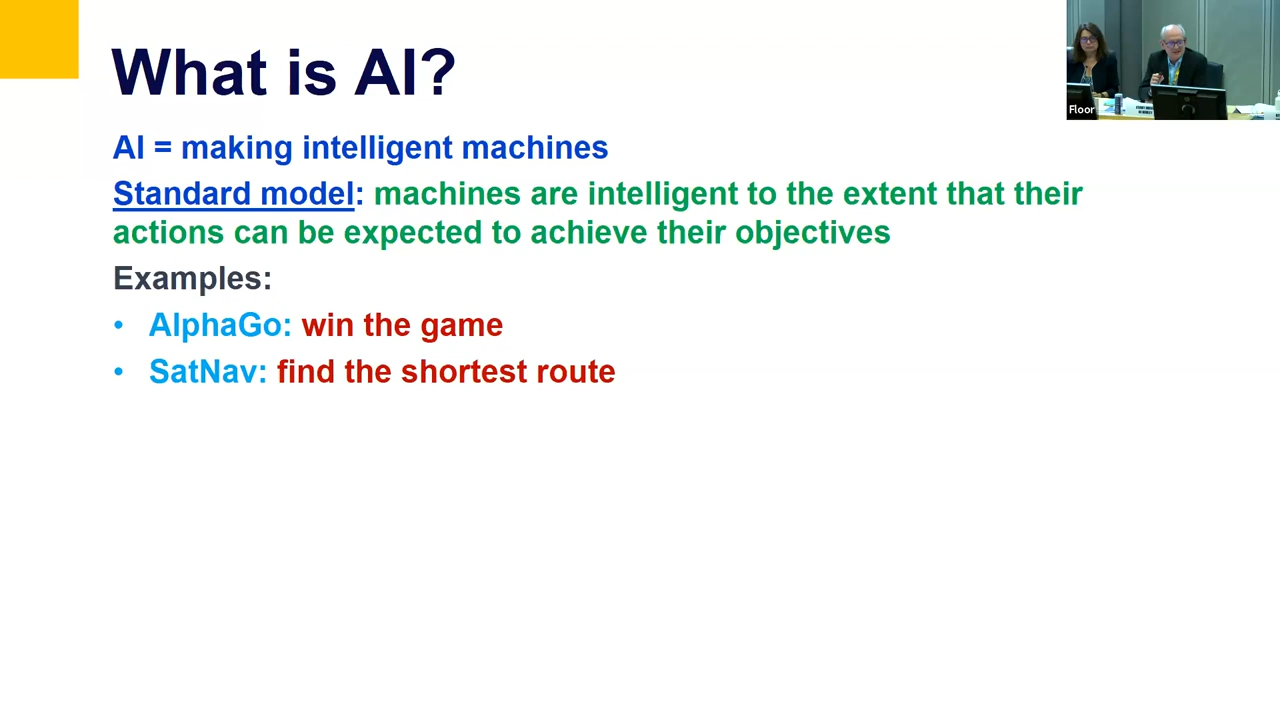 What is AI?
AI = making intelligent machines
Standard model: machines are intelligent to the extent that their
actions can be expected to achieve their objectives
Examples:
• AlphaGo: win the game
• SatNav: find the shortest route
Floor